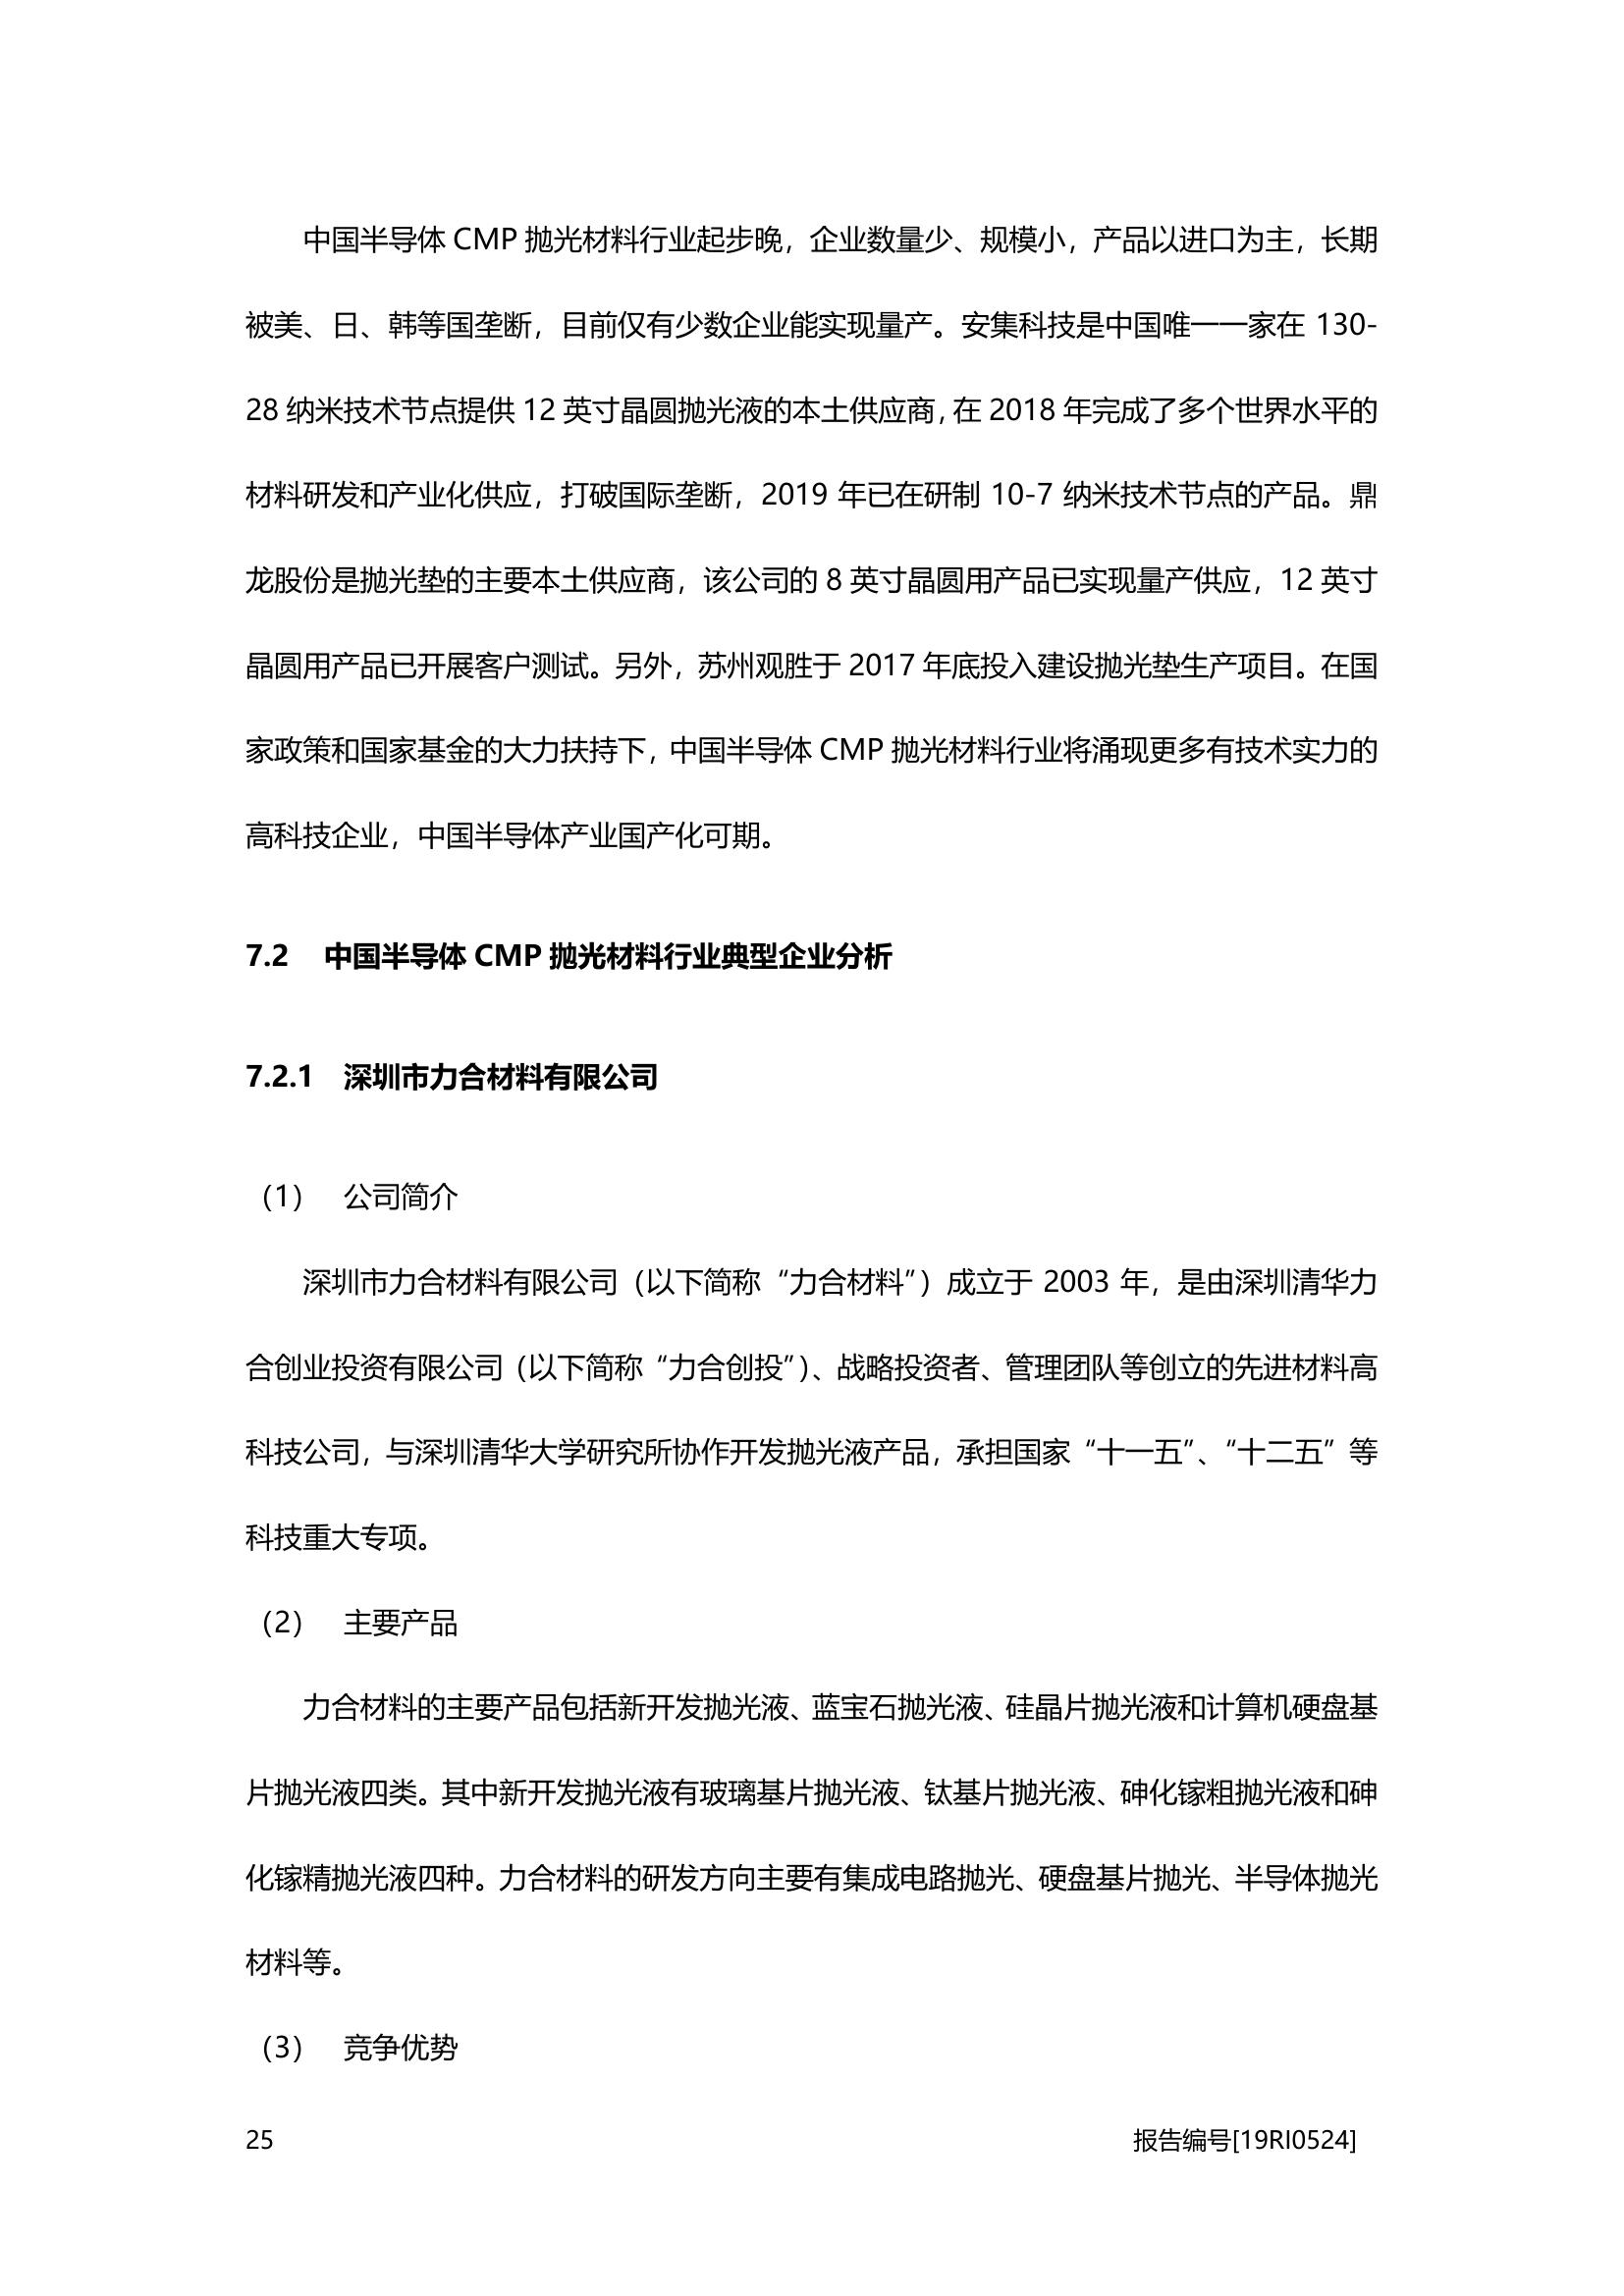 中国半导体 CMP 抛光材料行业起步晚，企业数量少、规模小，产品以进口为主，长期
被美、日、韩等国垄断，目前仅有少数企业能实现量产。安集科技是中国唯一一家在 130-
28 纳米技术节点提供 12 英寸晶圆抛光液的本土供应商，在 2018 年完成了多个世界水平的
材料研发和产业化供应，打破国际垄断，2019 年已在研制 10-7 纳米技术节点的产品。鼎
龙股份是抛光垫的主要本土供应商，该公司的 8 英寸晶圆用产品已实现量产供应，12 英寸
晶圆用产品已开展客户测试。另外，苏州观胜于 2017 年底投入建设抛光垫生产项目。在国
家政策和国家基金的大力扶持下，中国半导体 CMP 抛光材料行业将涌现更多有技术实力的
高科技企业，中国半导体产业国产化可期。
7.2 中国半导体 CMP 抛光材料行业典型企业分析
7.2.1 深圳市力合材料有限公司
（1） 公司简介
深圳市力合材料有限公司（以下简称“力合材料”）成立于 2003 年，是由深圳清华力
合创业投资有限公司（以下简称“力合创投”）、战略投资者、管理团队等创立的先进材料高
科技公司，与深圳清华大学研究所协作开发抛光液产品，承担国家“十一五”、“十二五”等
科技重大专项。
（2） 主要产品
力合材料的主要产品包括新开发抛光液、蓝宝石抛光液、硅晶片抛光液和计算机硬盘基
片抛光液四类。其中新开发抛光液有玻璃基片抛光液、钛基片抛光液、砷化镓粗抛光液和砷
化镓精抛光液四种。力合材料的研发方向主要有集成电路抛光、硬盘基片抛光、半导体抛光
材料等。
（3） 竞争优势
25 报告编号[19RI0524]